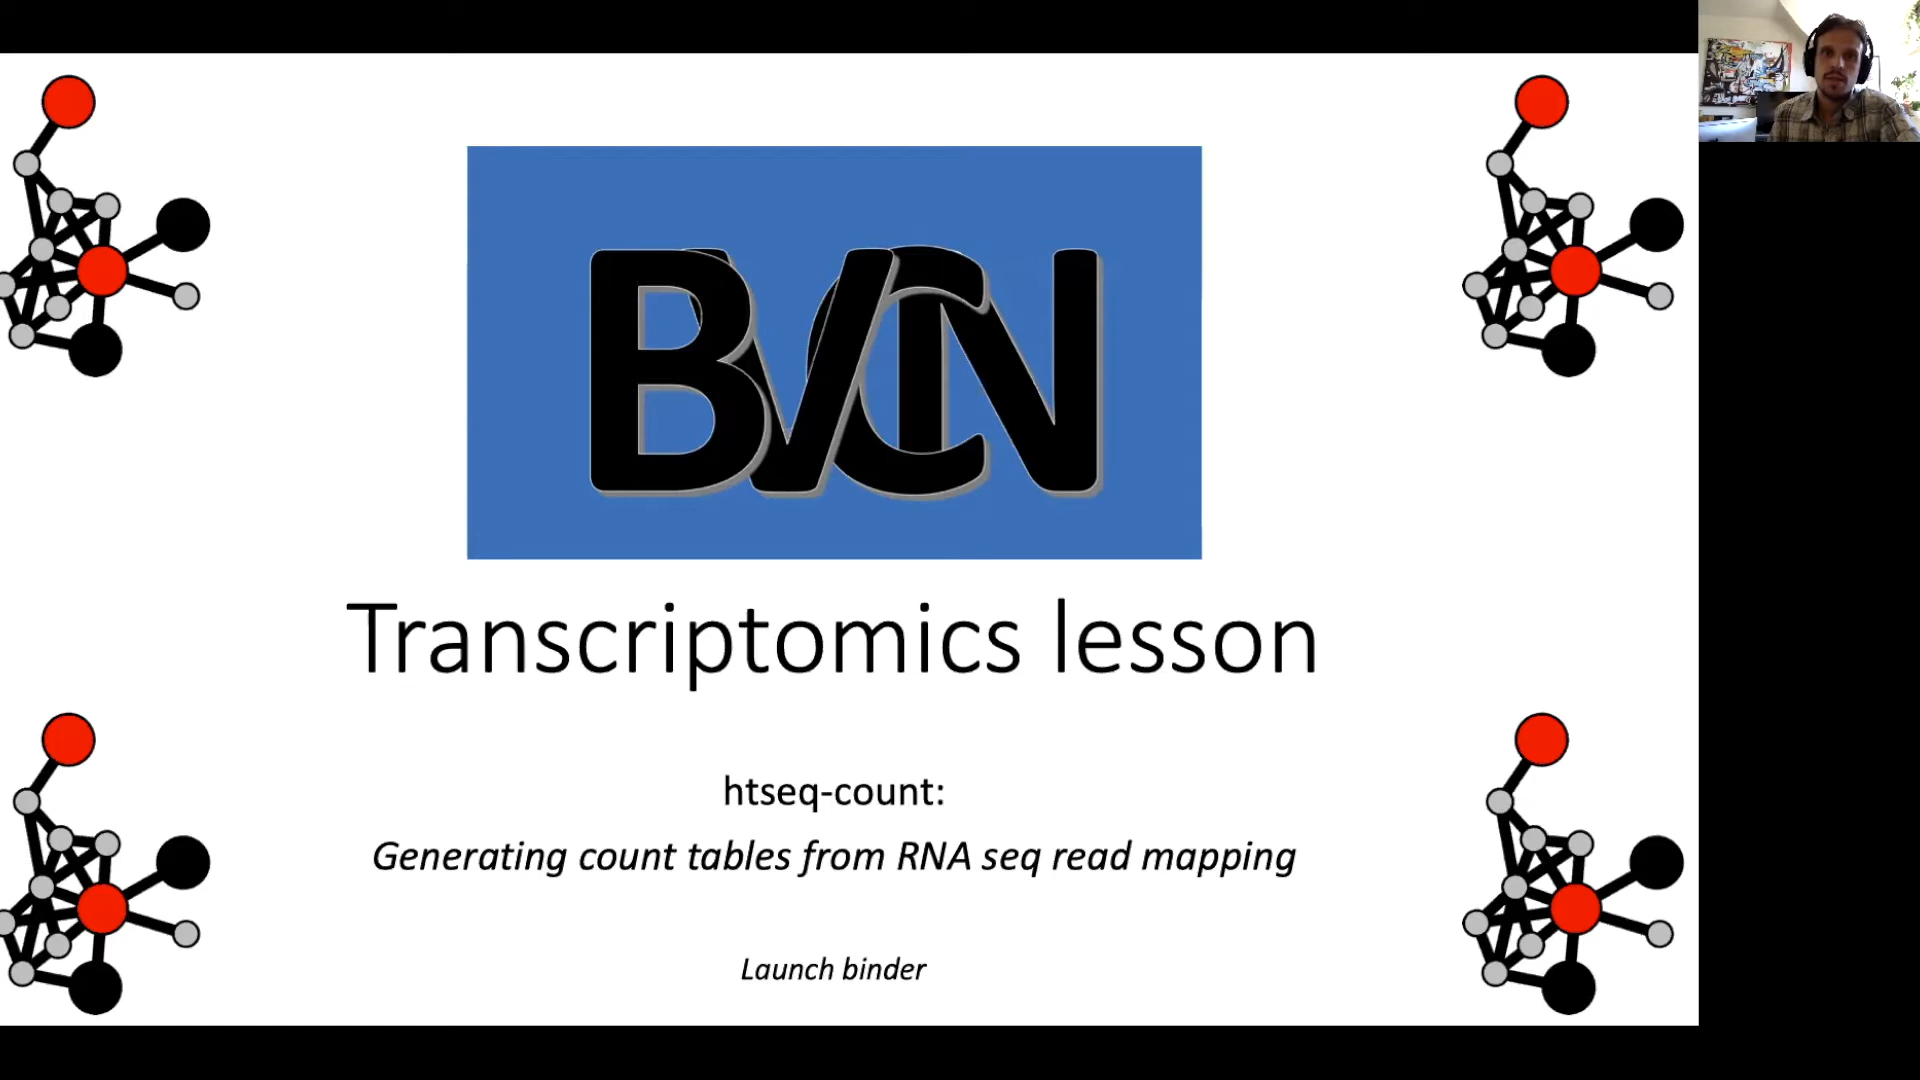 BVCN
Transcriptomics lesson
htseq-count:
Generating count tables from RNA seq read mapping
Launch binder